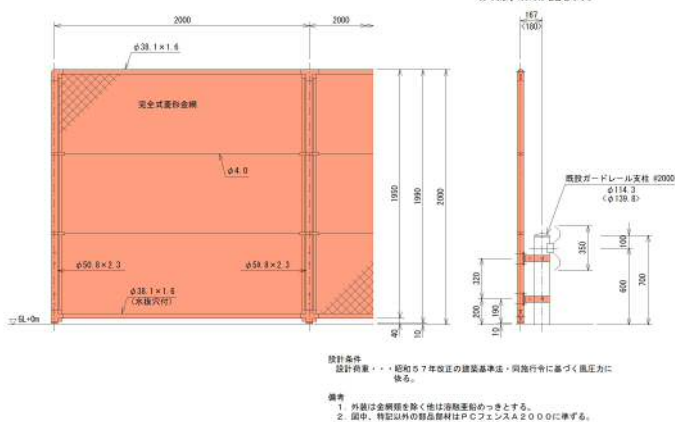 2000
2000
167
(180)
φ38.1×1.6
完全式菱形金網
φ4.0
φ50.8×2.3
φ50.8×2.3
φ38.1×1.6
(水抜穴付)
GL+0m
1950
1990
2000
40
10
既設ガードレール支柱 @2000
φ114.3
(φ139.8)
100
350
320
200
190
10
600
700
設計条件
設計荷重・・・昭和57年改正の建築基準法・同施行令に基づく風圧力に
依る。
備考
1. 外装は金網類を除く他は溶融亜鉛めっきとする。
2. 図中、特記以外の部品部材はPCフェンスA2000に準ずる。